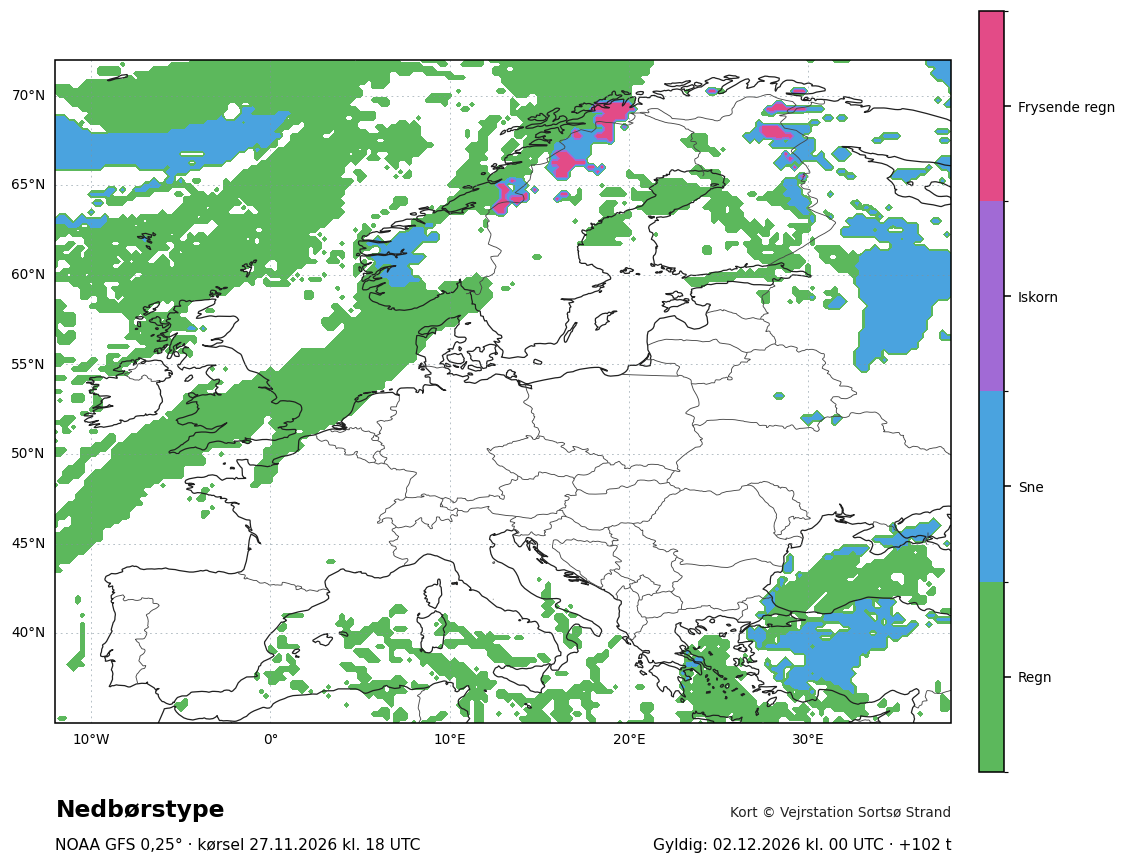 70°N
65°N
60°N
55°N
50°N
45°N
40°N
10°W
0°
10°E
20°E
30°E
Frysende regn
Iskorn
Sne
Regn
Nedbørstype
Kort © Vejrstation Sortsø Strand
NOAA GFS 0,25° · kørsel 27.11.2026 kl. 18 UTC
Gyldig: 02.12.2026 kl. 00 UTC · +102 t